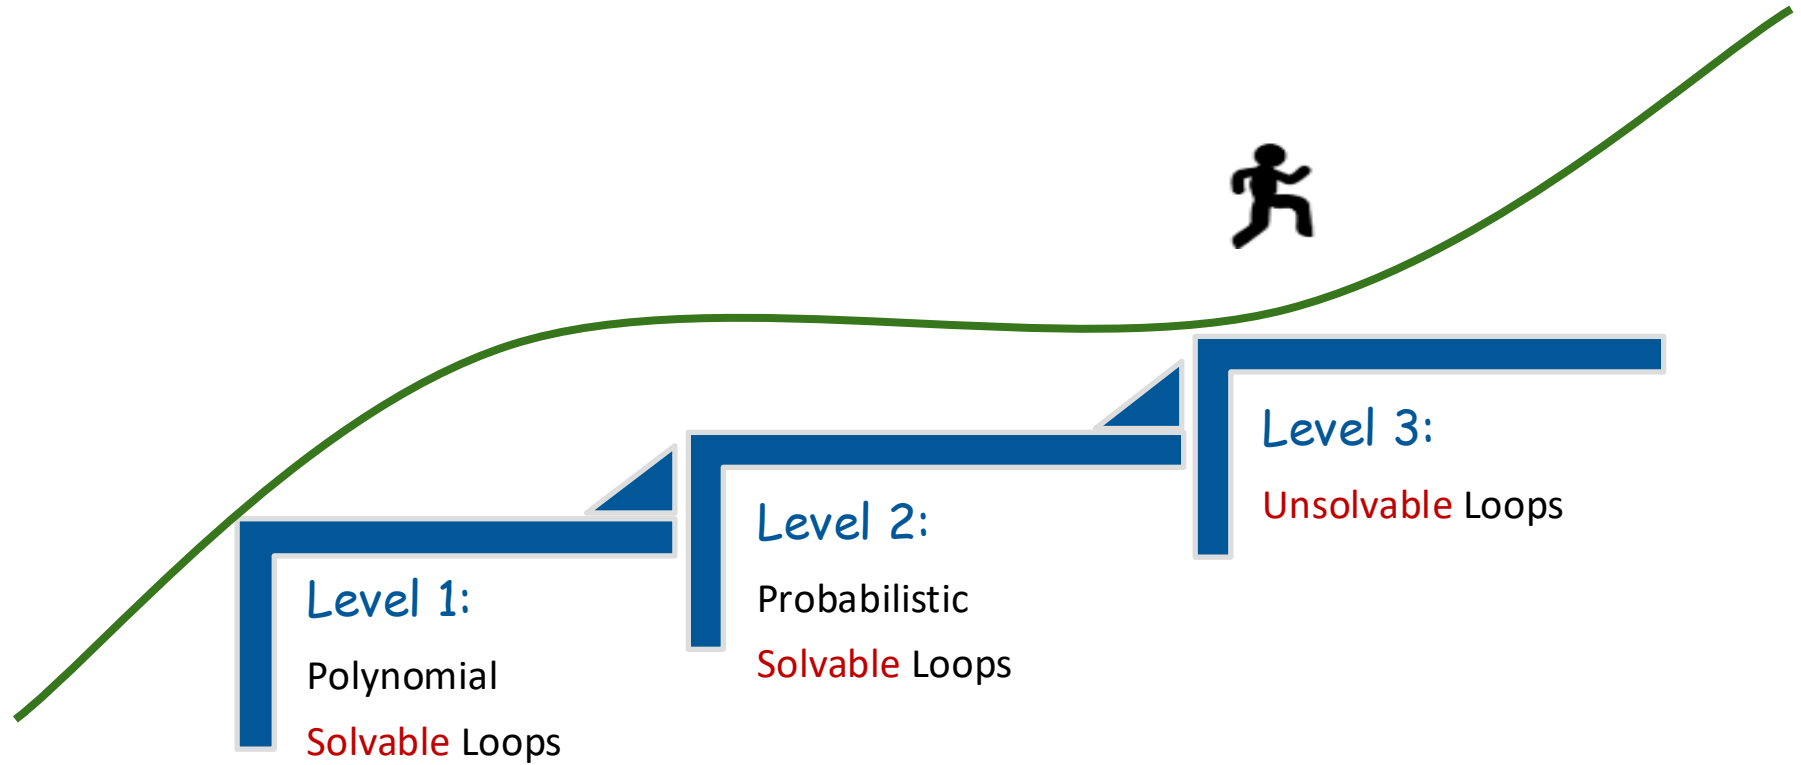 Level 1:
Polynomial
Solvable Loops
Level 2:
Probabilistic
Solvable Loops
Level 3:
Unsolvable Loops